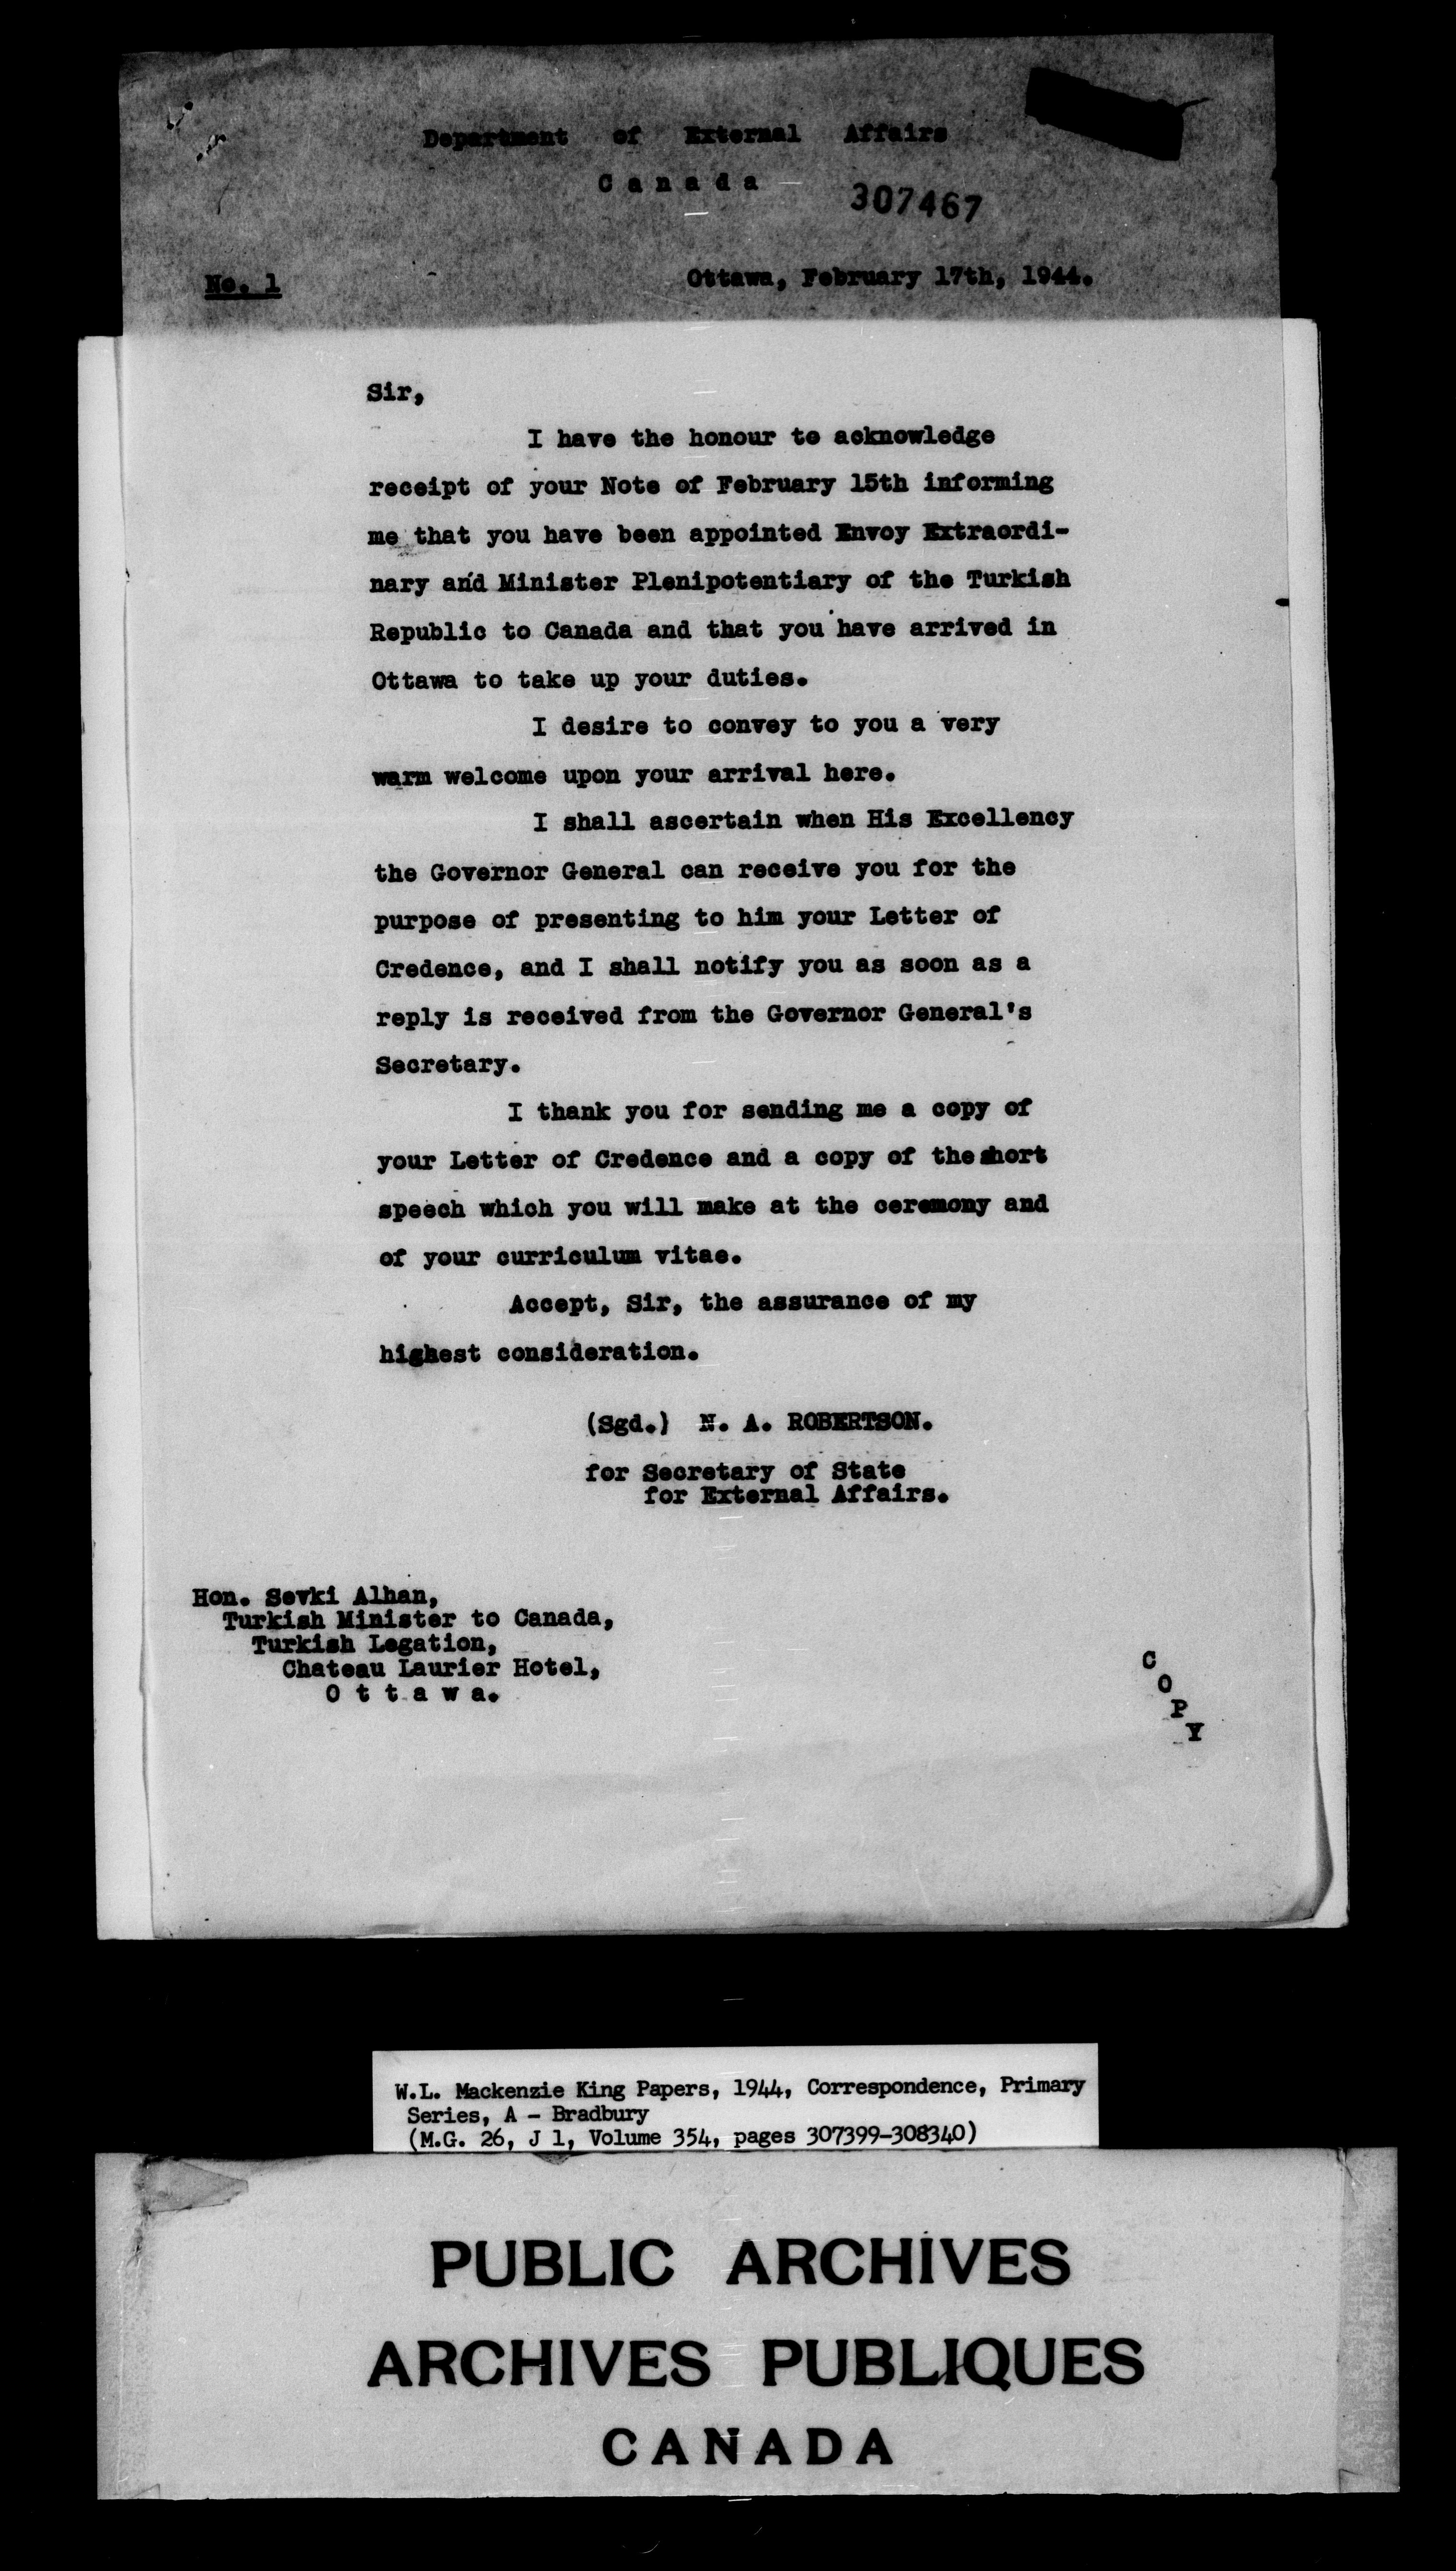 Department of External Affairs
Canada
307467
No. 1
Ottawa, February 17th, 1944.
Sir,
I have the honour to acknowledge
receipt of your Note of February 15th informing
me that you have been appointed Envoy Extraordi-
nary and Minister Plenipotentiary of the Turkish
Republic to Canada and that you have arrived in
Ottawa to take up your duties.
I desire to convey to you a very
warm welcome upon your arrival here.
I shall ascertain when His Excellency
the Governor General can receive you for the
purpose of presenting to him your Letter of
Credence, and I shall notify you as soon as a
reply is received from the Governor General's
Secretary.
I thank you for sending me a copy of
your Letter of Credence and a copy of the short
speech which you will make at the ceremony and
of your curriculum vitae.
Accept, Sir, the assurance of my
highest consideration.
(Sgd.) N. A. ROBERTSON.
for Secretary of State
for External Affairs.
Hon. Sevki Alhan,
Turkish Minister to Canada,
Turkish Legation,
Chateau Laurier Hotel,
O t t a w a.
C
O
P
Y
W.L. Mackenzie King Papers, 1944, Correspondence, Primary
Series, A - Bradbury
(M.G. 26, J 1, Volume 354, pages 307399-308340)
PUBLIC ARCHIVES
ARCHIVES PUBLIQUES
CANADA